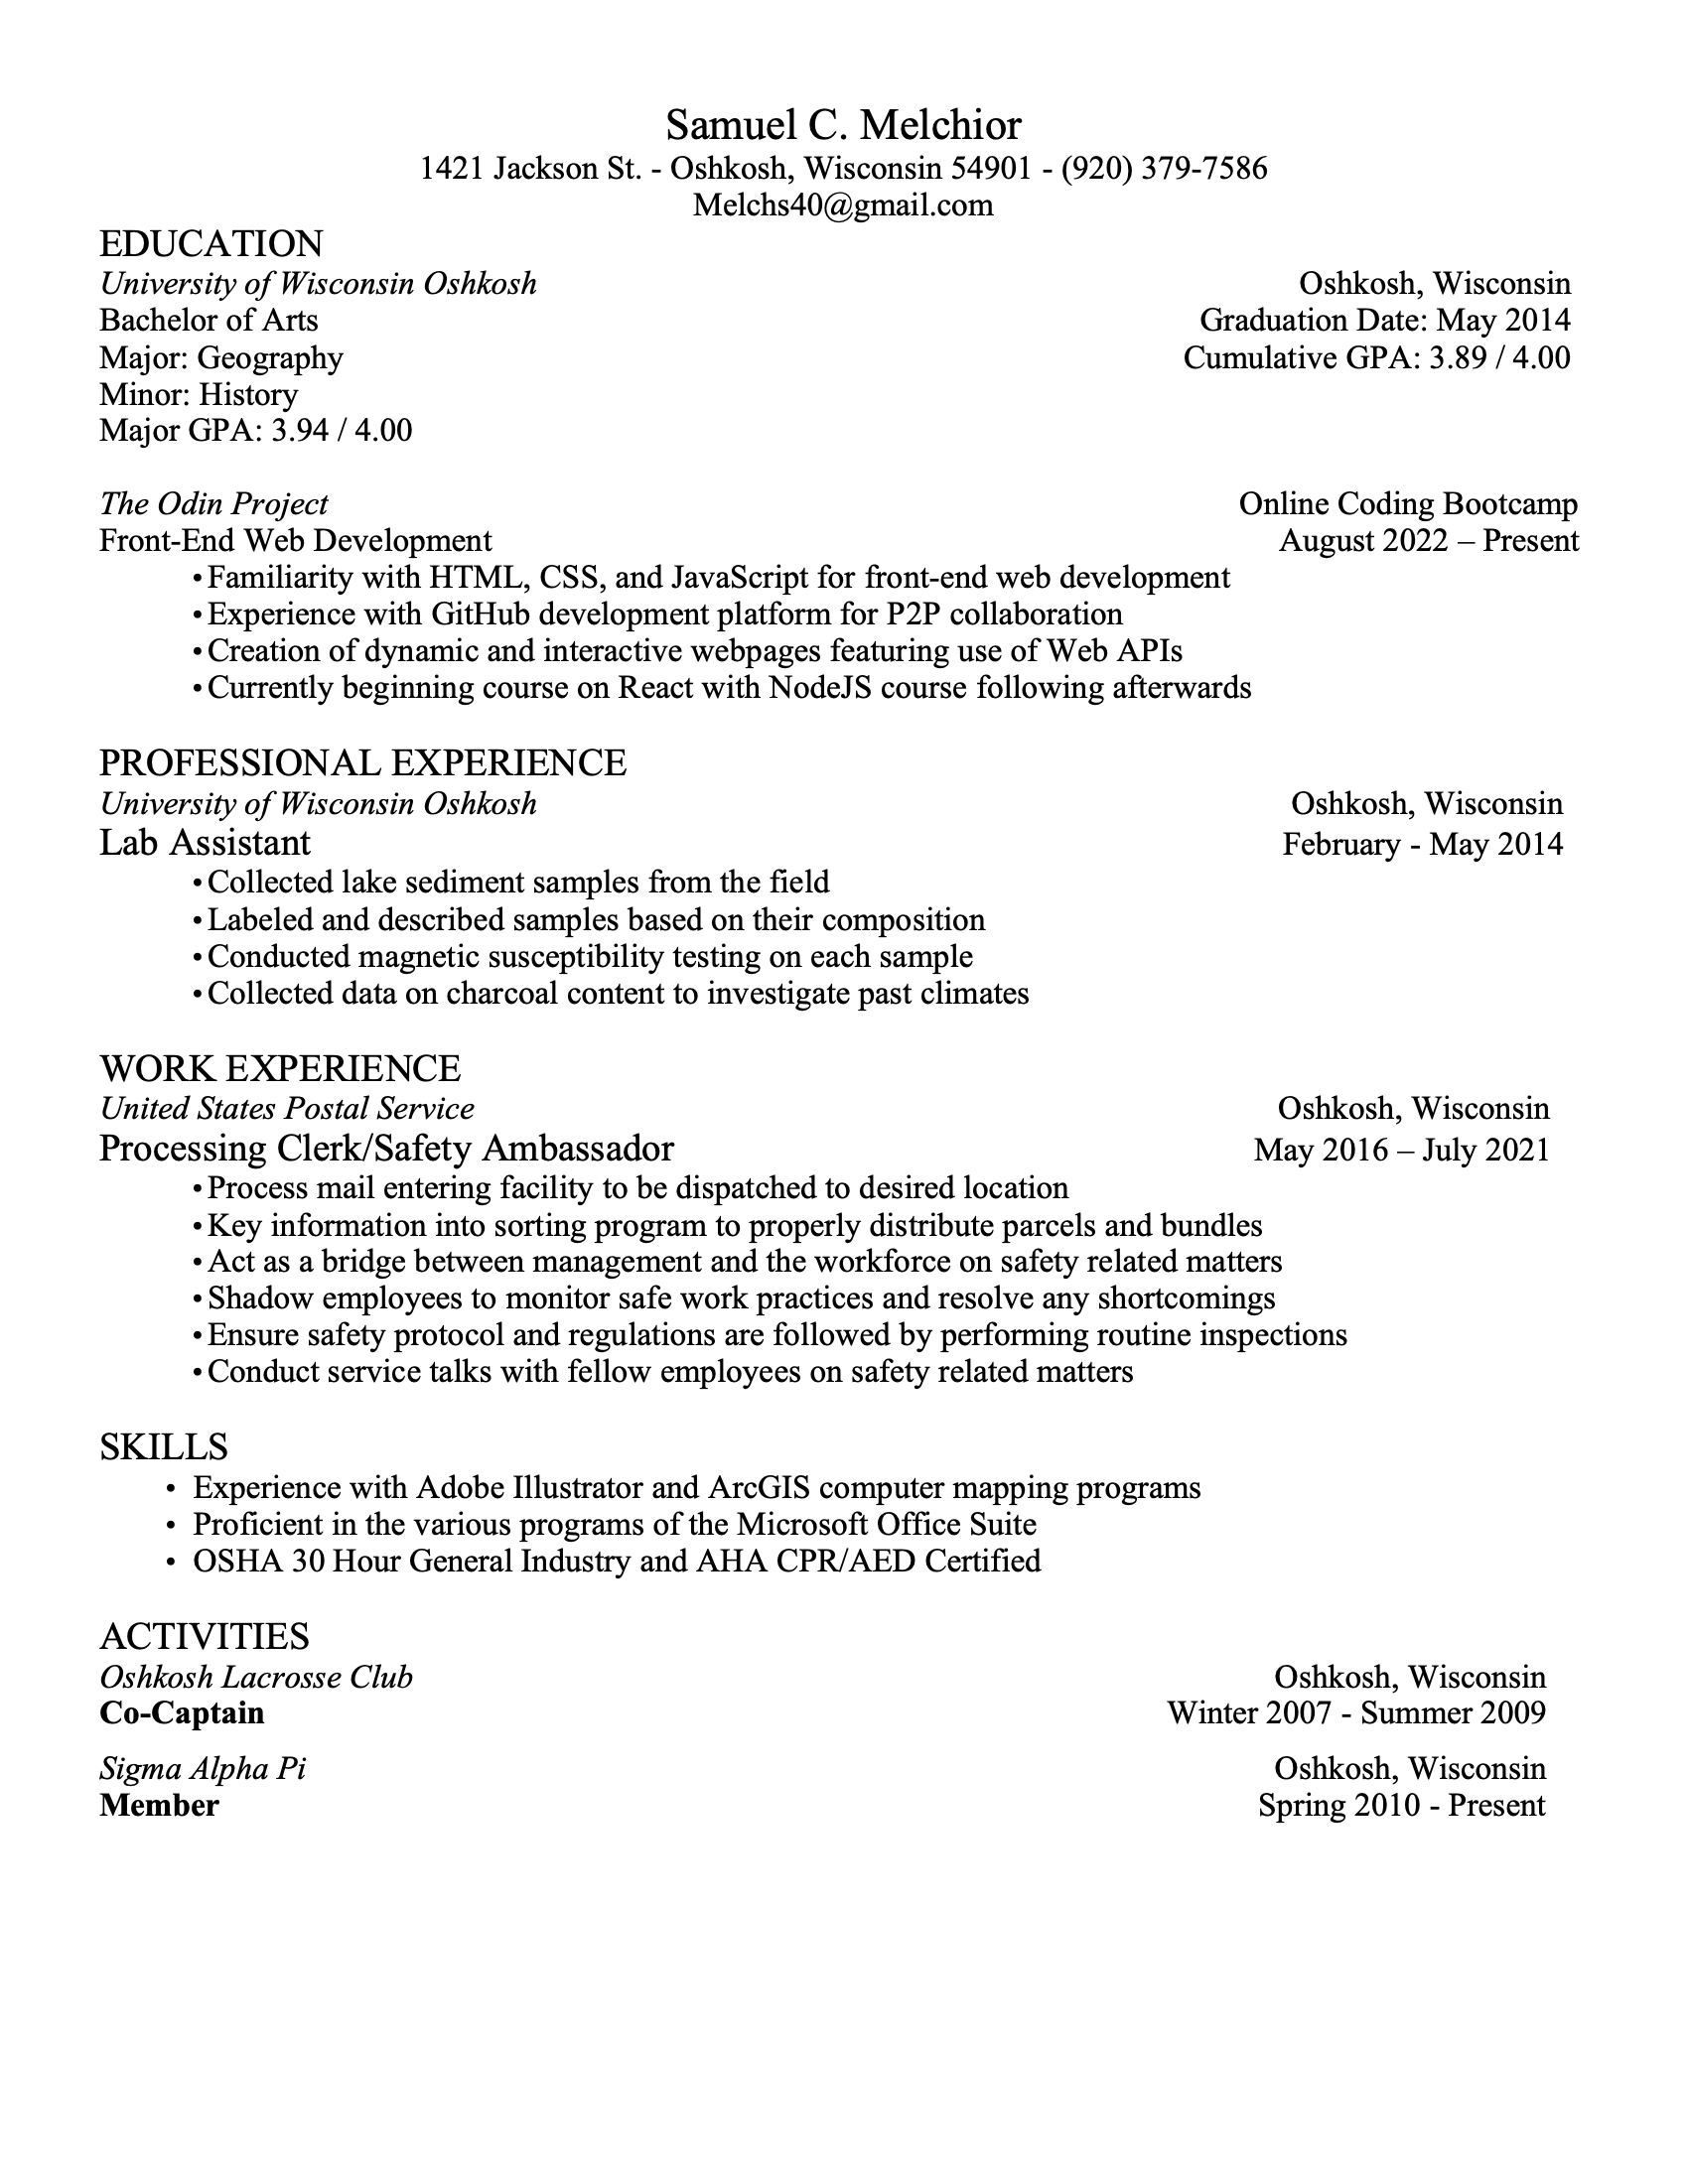 Samuel C. Melchior
1421 Jackson St. - Oshkosh, Wisconsin 54901 - (920) 379-7586
Melchs40@gmail.com
EDUCATION
University of Wisconsin Oshkosh Oshkosh, Wisconsin
Bachelor of Arts Graduation Date: May 2014
Major: Geography Cumulative GPA: 3.89 / 4.00
Minor: History
Major GPA: 3.94 / 4.00
The Odin Project Online Coding Bootcamp
Front-End Web Development August 2022 – Present
• Familiarity with HTML, CSS, and JavaScript for front-end web development
• Experience with GitHub development platform for P2P collaboration
• Creation of dynamic and interactive webpages featuring use of Web APIs
• Currently beginning course on React with NodeJS course following afterwards
PROFESSIONAL EXPERIENCE
University of Wisconsin Oshkosh Oshkosh, Wisconsin
Lab Assistant February - May 2014
• Collected lake sediment samples from the field
• Labeled and described samples based on their composition
• Conducted magnetic susceptibility testing on each sample
• Collected data on charcoal content to investigate past climates
WORK EXPERIENCE
United States Postal Service Oshkosh, Wisconsin
Processing Clerk/Safety Ambassador May 2016 – July 2021
• Process mail entering facility to be dispatched to desired location
• Key information into sorting program to properly distribute parcels and bundles
• Act as a bridge between management and the workforce on safety related matters
• Shadow employees to monitor safe work practices and resolve any shortcomings
• Ensure safety protocol and regulations are followed by performing routine inspections
• Conduct service talks with fellow employees on safety related matters
SKILLS
• Experience with Adobe Illustrator and ArcGIS computer mapping programs
• Proficient in the various programs of the Microsoft Office Suite
• OSHA 30 Hour General Industry and AHA CPR/AED Certified
ACTIVITIES
Oshkosh Lacrosse Club Oshkosh, Wisconsin
Co-Captain Winter 2007 - Summer 2009
Sigma Alpha Pi Oshkosh, Wisconsin
Member Spring 2010 - Present